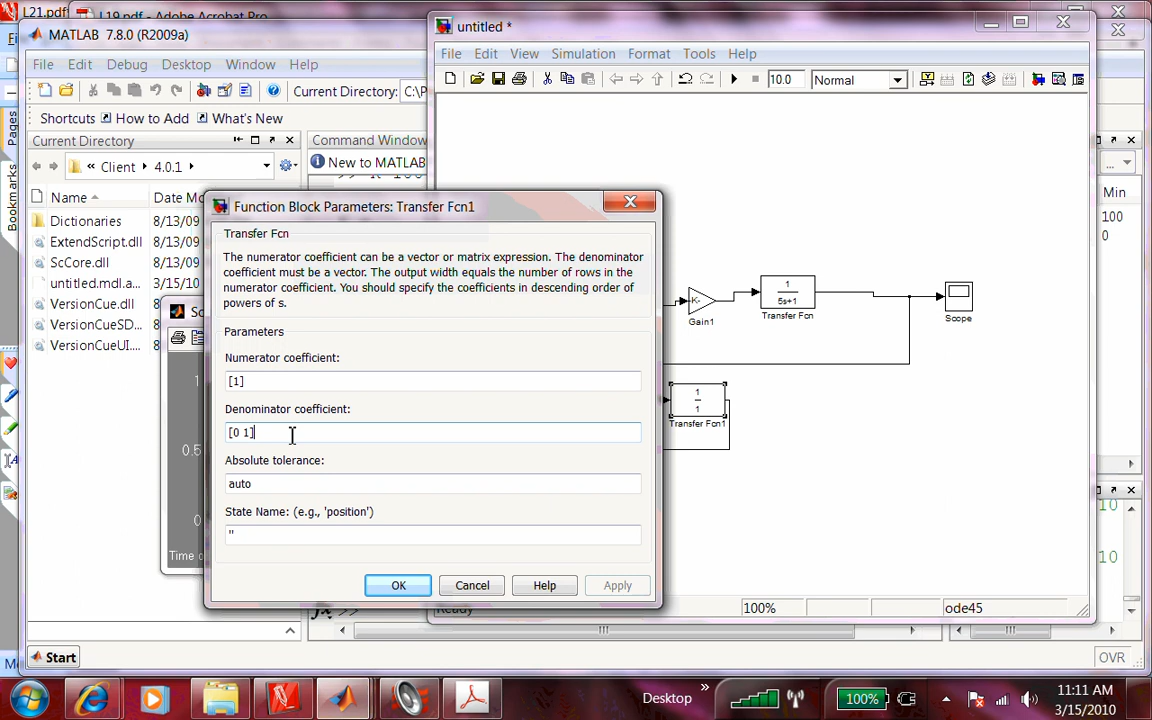 L21.pdf
L19.pdf - Adobe Acrobat Pro
MATLAB 7.8.0 (R2009a)
File Edit Debug Desktop Window Help
Current Directory:
Shortcuts How to Add What's New
Current Directory
Command Window
« Client 4.0.1
New to MATLAB
Name
Date Mo
Dictionaries 8/13/09
ExtendScript.dll 8/13/09
ScCore.dll 8/13/09
untitled.mdl.a... 3/15/10
VersionCue.dll 8
VersionCueSD... 8
VersionCueUI.... 8
Pages
Bookmarks
0.5
0
Time o
Start
untitled *
File Edit View Simulation Format Tools Help
10.0
Normal
Function Block Parameters: Transfer Fcn1
Transfer Fcn
The numerator coefficient can be a vector or matrix expression. The denominator
coefficient must be a vector. The output width equals the number of rows in the
numerator coefficient. You should specify the coefficients in descending order of
powers of s.
Parameters
Numerator coefficient:
[1]
Denominator coefficient:
[0 1]
Absolute tolerance:
auto
State Name: (e.g., 'position')
''
OK Cancel Help Apply
K-
Gain1
1
5s+1
Transfer Fcn
Scope
1
1
Transfer Fcn1
Ready
100%
ode45
Min
100
0
10
10
>>
OVR
Desktop
»
100%
11:11 AM
3/15/2010